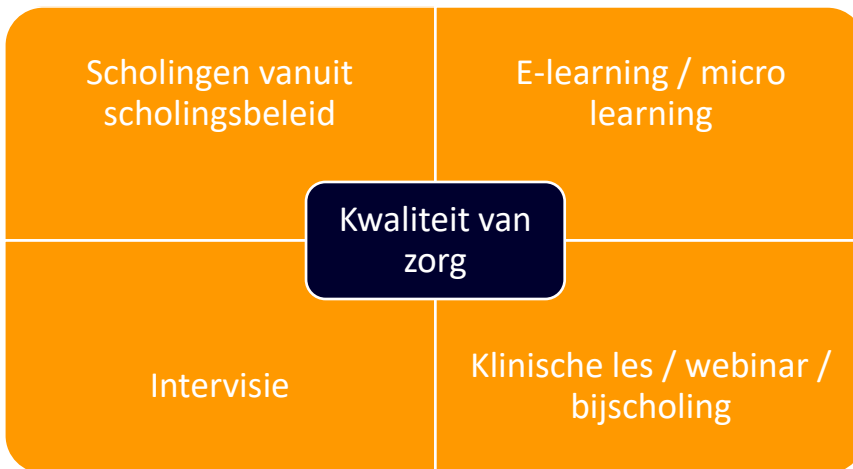 Scholingen vanuit
scholingsbeleid
E-learning / micro
learning
Kwaliteit van
zorg
Intervisie
Klinische les / webinar /
bijscholing